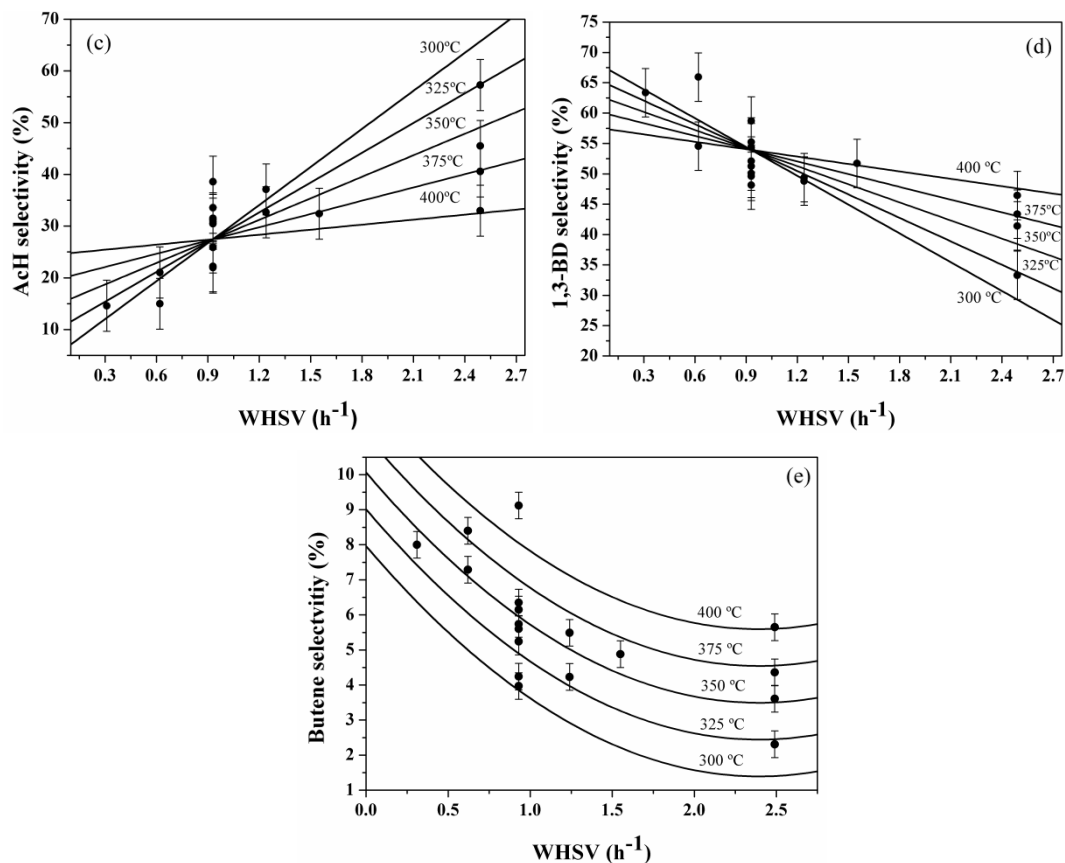 (c)
AcH selectivity (%)
70
60
50
40
30
20
10
300ºC
325ºC
350ºC
375ºC
400ºC
0.3 0.6 0.9 1.2 1.5 1.8 2.1 2.4 2.7
WHSV (h-1)
(d)
1,3-BD selectivity (%)
75
70
65
60
55
50
45
40
35
30
25
20
400 ºC
375ºC
350ºC
325ºC
300 ºC
0.3 0.6 0.9 1.2 1.5 1.8 2.1 2.4 2.7
WHSV (h-1)
(e)
Butene selectvitiy (%)
10
9
8
7
6
5
4
3
2
1
400 ºC
375 ºC
350 ºC
325 ºC
300 ºC
0.0 0.5 1.0 1.5 2.0 2.5
WHSV (h-1)